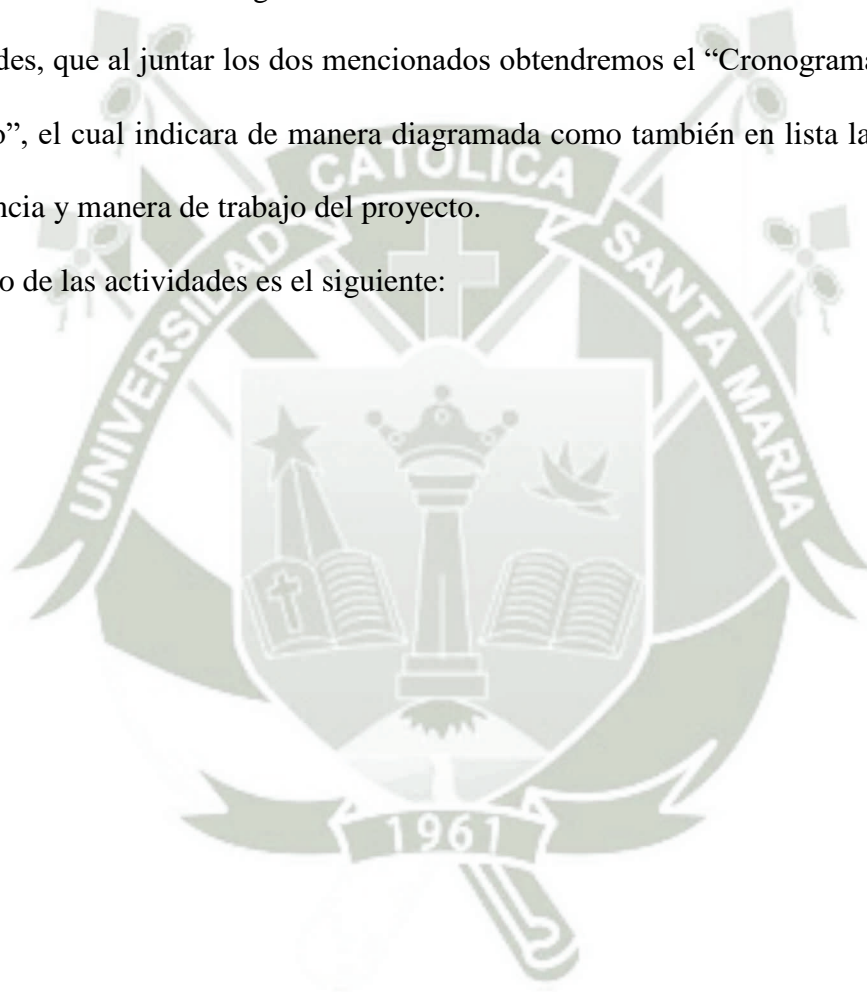 des, que al juntar los dos mencionados obtendremos el “Cronograma
o”, el cual indicara de manera diagramada como también en lista la
ncia y manera de trabajo del proyecto.
o de las actividades es el siguiente:
UNIVERSIDAD CATOLICA SANTA MARIA
1961